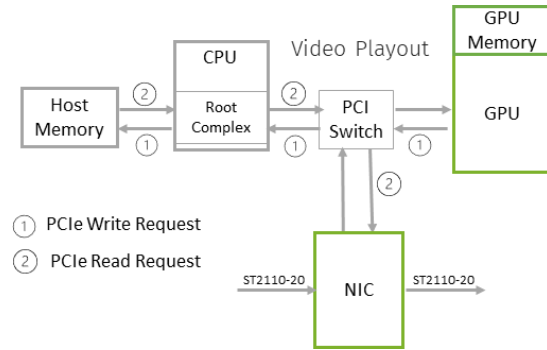 GPU
Memory
CPU
Video Playout
2
2
Host
Memory
Root
Complex
PCI
Switch
GPU
1
1
1
2
1 PCIe Write Request
2 PCIe Read Request
ST2110-20
NIC
ST2110-20